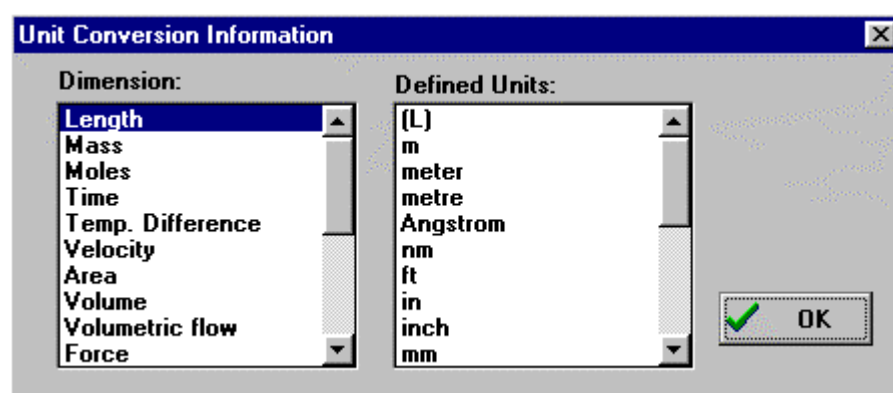 Unit Conversion Information
Dimension:
Length
Mass
Moles
Time
Temp. Difference
Velocity
Area
Volume
Volumetric flow
Force
Defined Units:
(L)
m
meter
metre
Angstrom
nm
ft
in
inch
mm
OK